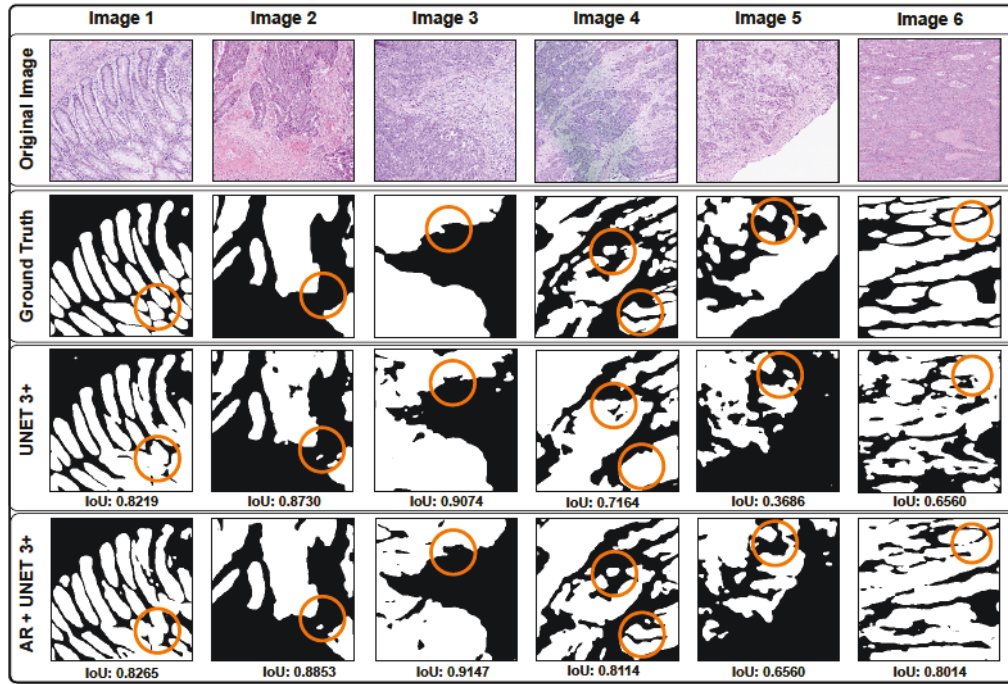 Image 1 Image 2 Image 3 Image 4 Image 5 Image 6
Original Image
Ground Truth
UNET 3+
IoU: 0.8219 IoU: 0.8730 IoU: 0.9074 IoU: 0.7164 IoU: 0.3686 IoU: 0.6560
AR + UNET 3+
IoU: 0.8265 IoU: 0.8853 IoU: 0.9147 IoU: 0.8114 IoU: 0.6560 IoU: 0.8014